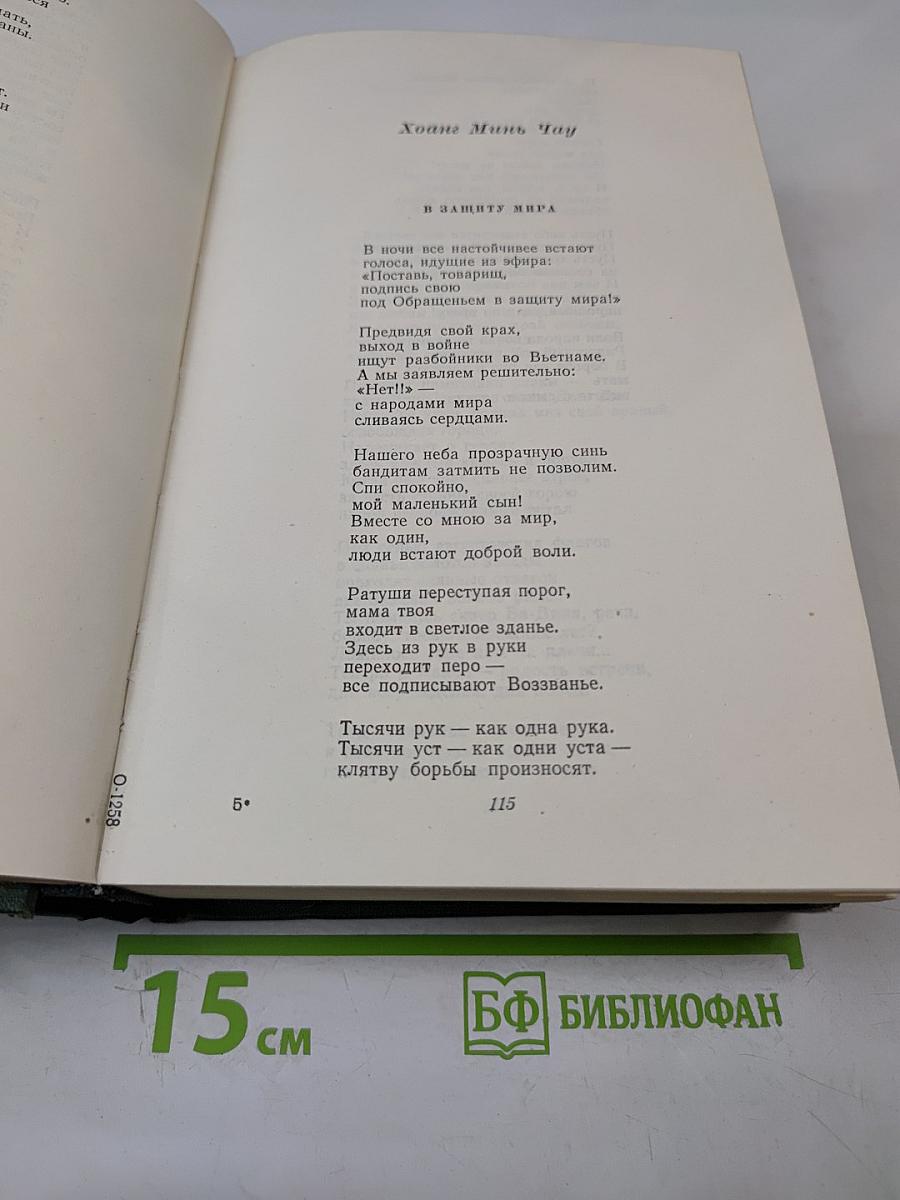 ать,
аны.
т.
и
Хоанг Минь Чау
В ЗАЩИТУ МИРА
В ночи все настойчивее встают
голоса, идущие из эфира:
«Поставь, товарищ,
подпись свою
под Обращеньем в защиту мира!»
Предвидя свой крах,
выход в войне
ищут разбойники во Вьетнаме.
А мы заявляем решительно:
«Нет!!» —
с народами мира
сливаясь сердцами.
Нашего неба прозрачную синь
бандитам затмить не позволим.
Спи спокойно,
мой маленький сын!
Вместе со мною за мир,
как один,
люди встают доброй воли.
Ратуши переступая порог,
мама твоя
входит в светлое зданье.
Здесь из рук в руки
переходит перо —
все подписывают Воззванье.
Тысячи рук — как одна рука.
Тысячи уст — как одни уста —
клятву борьбы произносят.
5*
115
О-1258
15 см
БФ БИБЛИОФАН